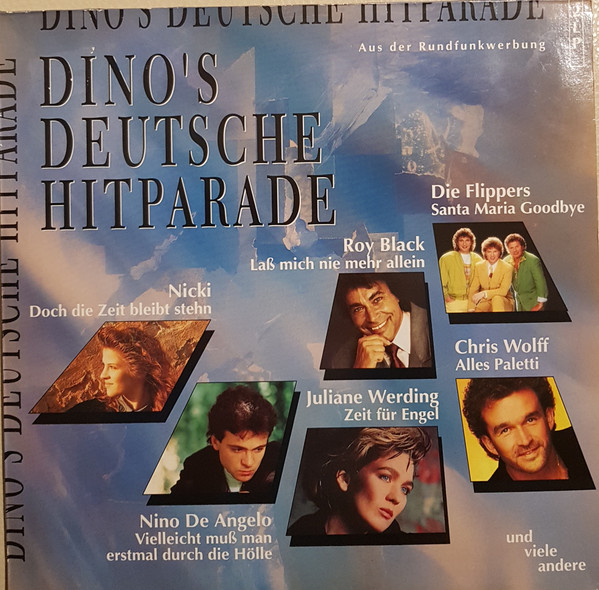 DINO'S DEUTSCHE HITPARADE
Aus der Rundfunkwerbung
LP
DINO'S
DEUTSCHE
HITPARADE
DINO'S DEUTSCHE HITPARADE
Die Flippers
Santa Maria Goodbye
Roy Black
Laß mich nie mehr allein
Nicki
Doch die Zeit bleibt stehn
Chris Wolff
Alles Paletti
Juliane Werding
Zeit für Engel
Nino De Angelo
Vielleicht muß man
erstmal durch die Hölle
und
viele
andere